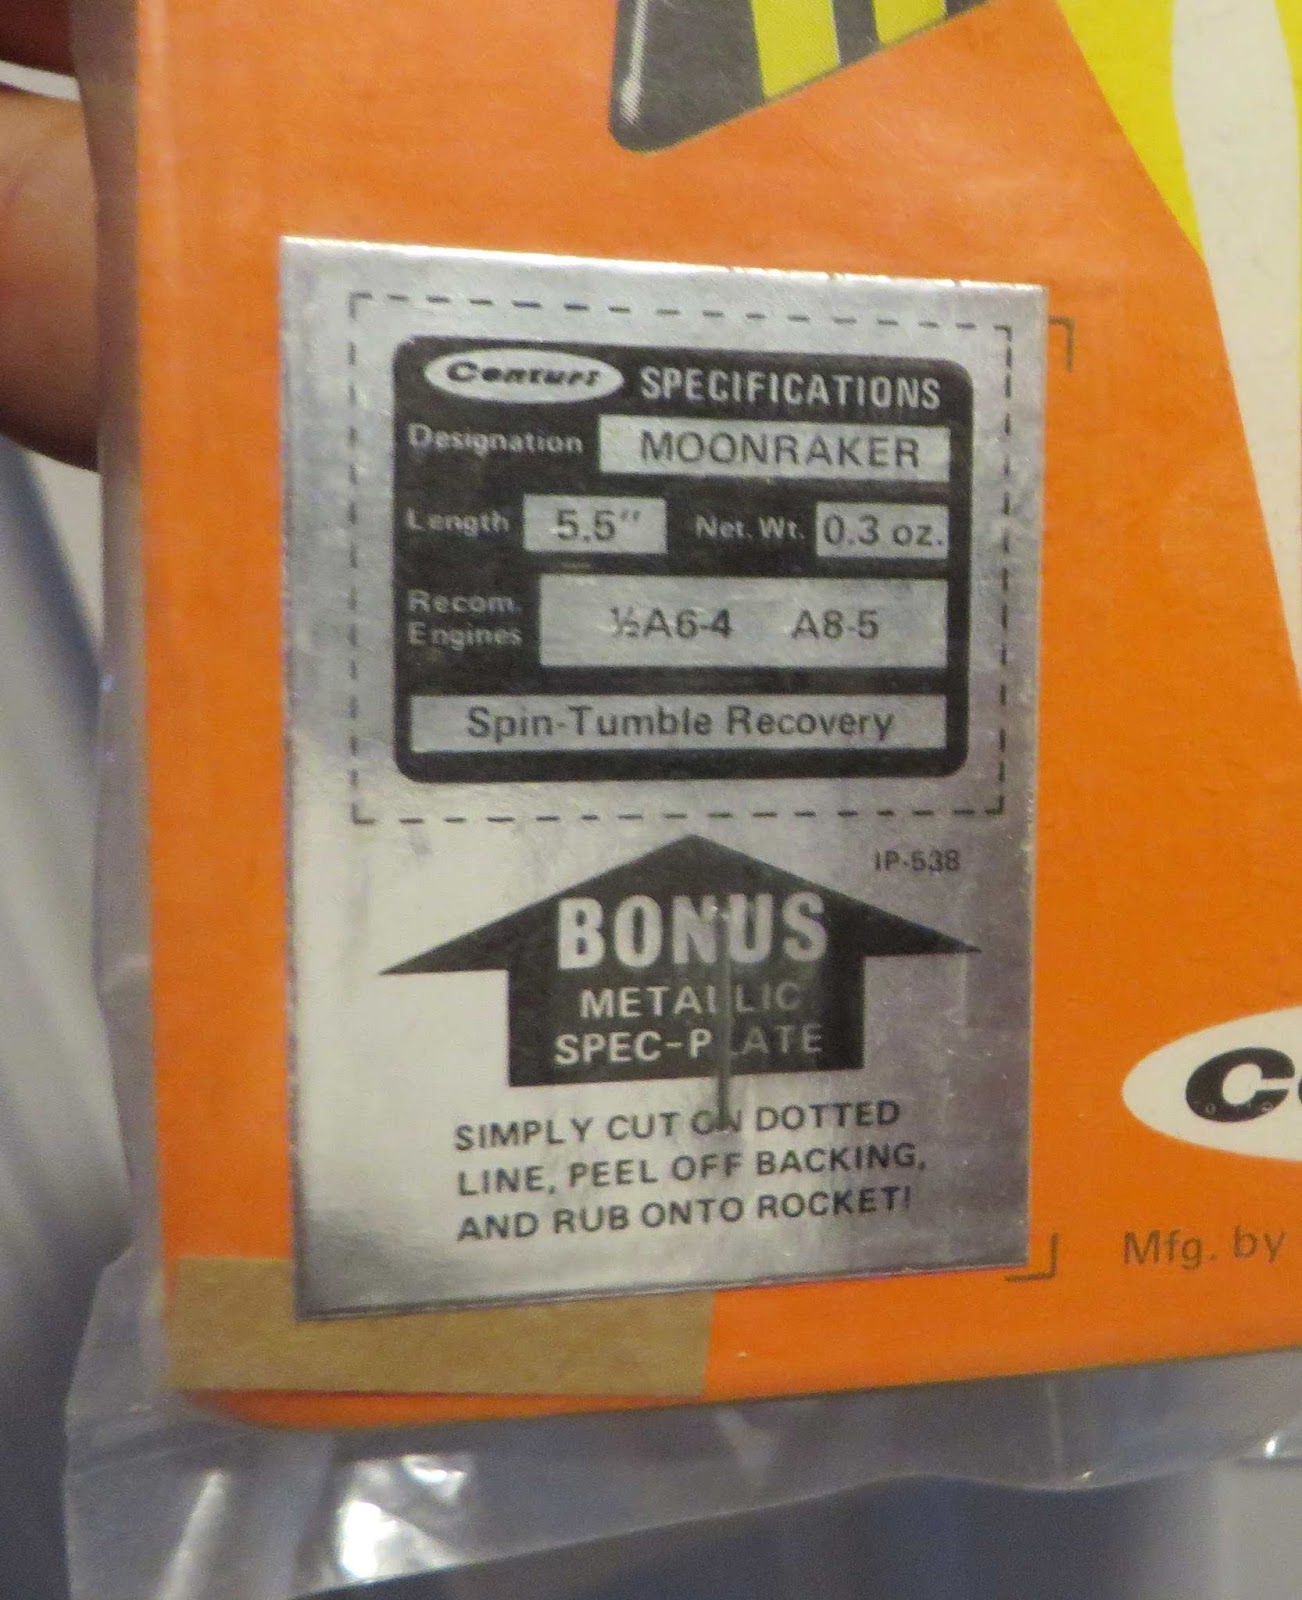 Centuri SPECIFICATIONS
Designation MOONRAKER
Length 5.5" Net. Wt. 0.3 oz.
Recom. Engines ½A6-4 A8-5
Spin-Tumble Recovery
IP-538
BONUS
METALLIC
SPEC-PLATE
SIMPLY CUT ON DOTTED
LINE, PEEL OFF BACKING,
AND RUB ONTO ROCKET!
Mfg. by